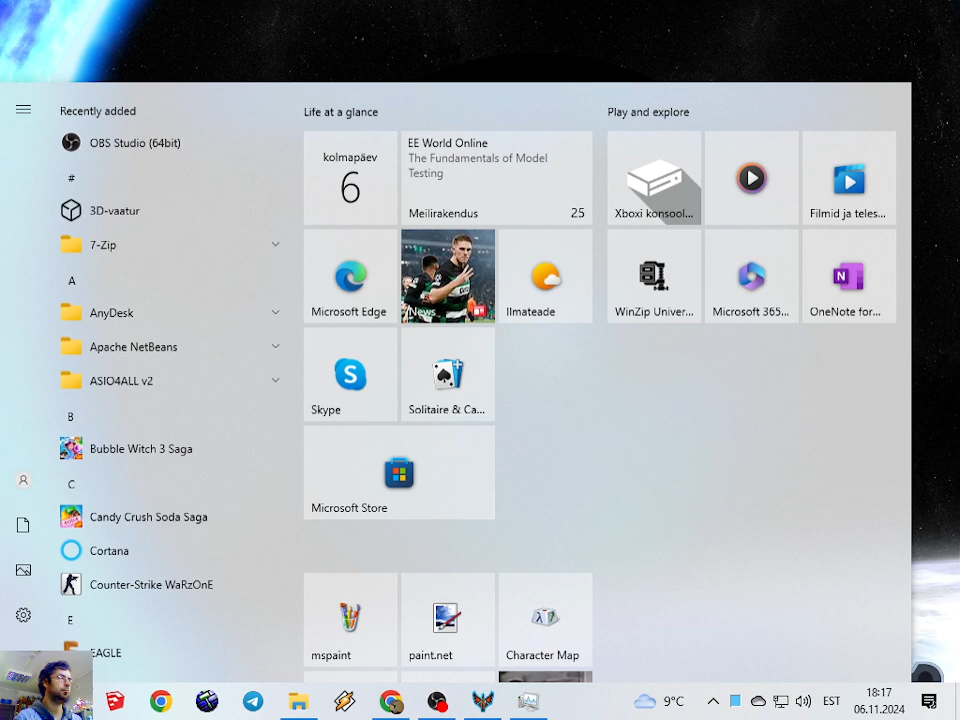 Recently added
OBS Studio (64bit)
#
3D-vaatur
7-Zip
A
AnyDesk
Apache NetBeans
ASIO4ALL v2
B
Bubble Witch 3 Saga
C
Candy Crush Soda Saga
Cortana
Counter-Strike WaRzOnE
E
EAGLE
Life at a glance
kolmapäev
6
EE World Online
The Fundamentals of Model
Testing
Meilirakendus 25
Microsoft Edge
News
Ilmateade
Skype
Solitaire & Ca...
Microsoft Store
mspaint
paint.net
Character Map
Play and explore
Xboxi konsool...
Filmid ja teles...
WinZip Univer...
Microsoft 365...
OneNote for...
9°C
EST
18:17
06.11.2024